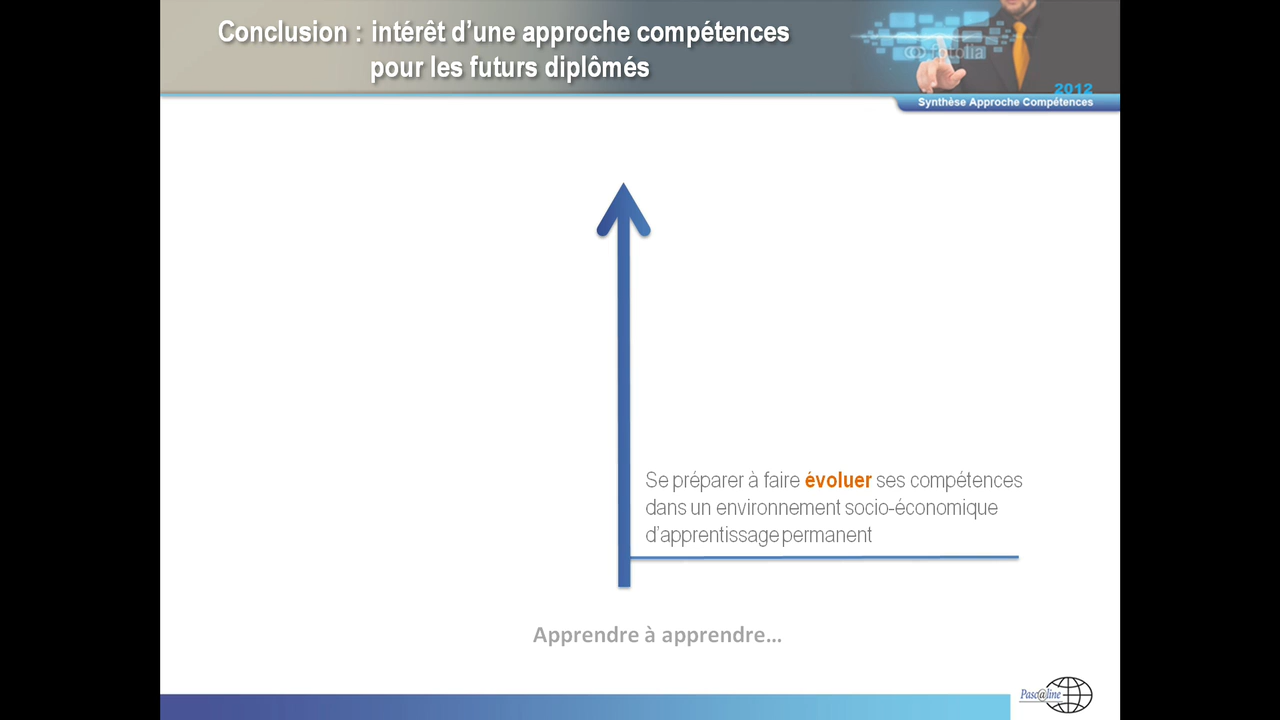 Conclusion : intérêt d’une approche compétences
pour les futurs diplômés
fotolia
2012
Synthèse Approche Compétences
Se préparer à faire évoluer ses compétences
dans un environnement socio-économique
d’apprentissage permanent
Apprendre à apprendre...
Pasc@line